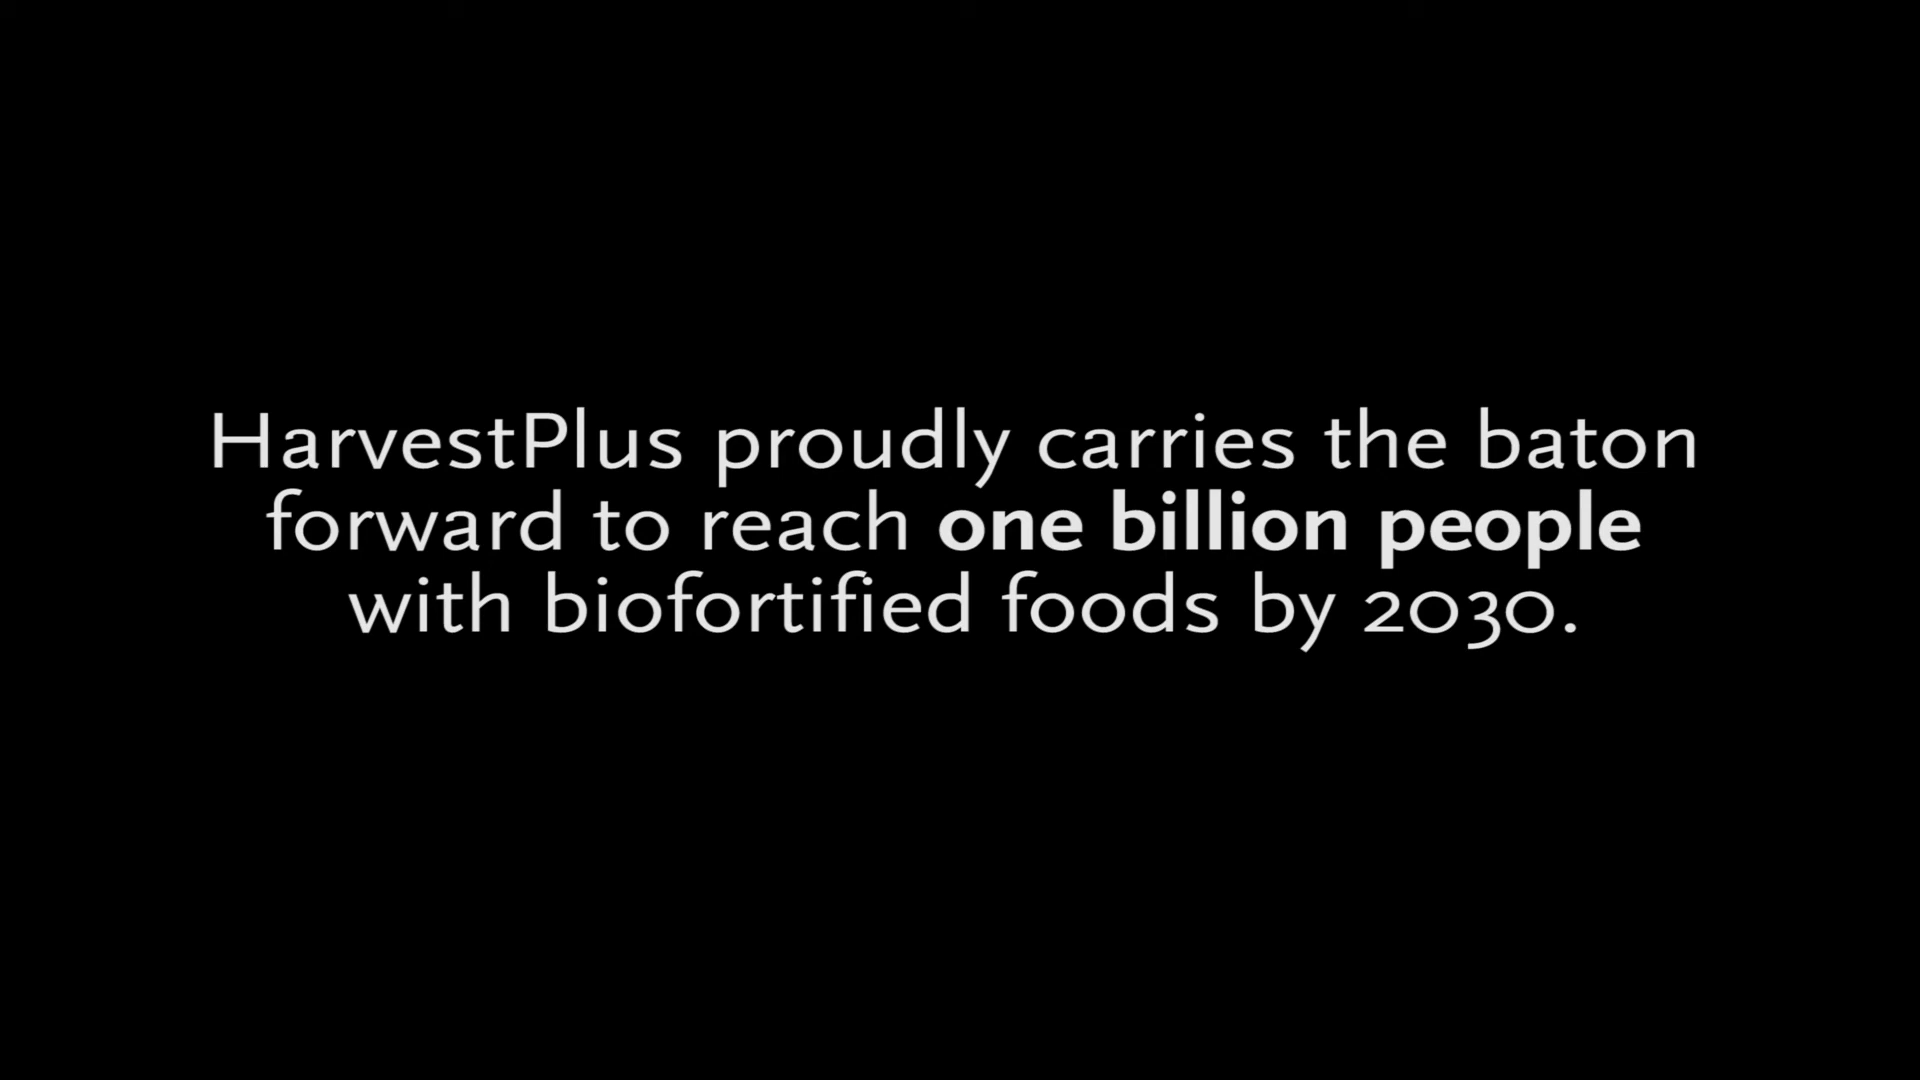 HarvestPlus proudly carries the baton
forward to reach one billion people
with biofortified foods by 2030.